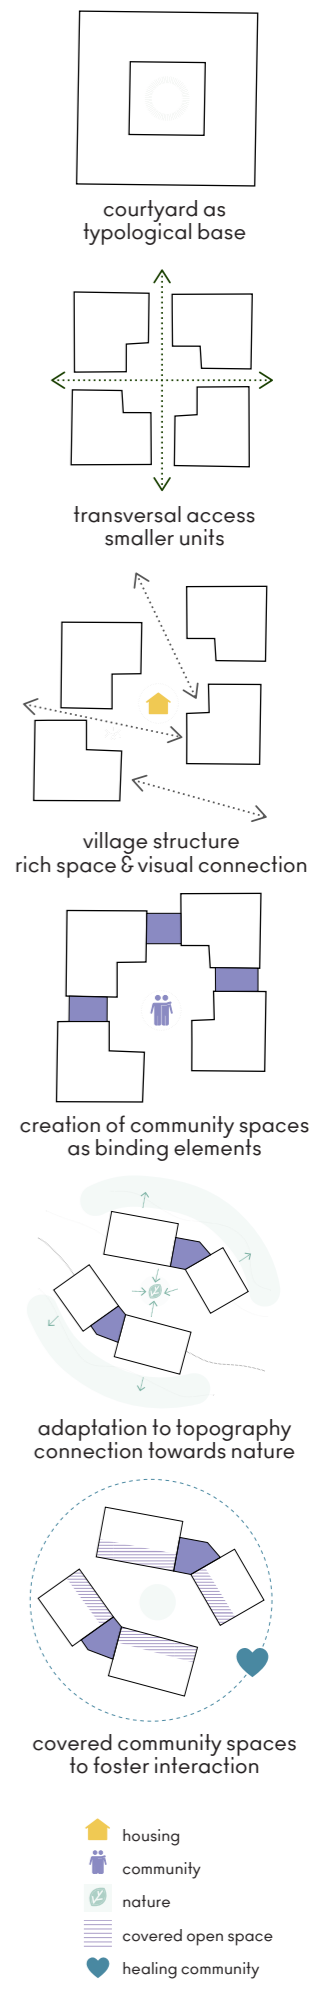 courtyard as
typological base
transversal access
smaller units
village structure
rich space & visual connection
creation of community spaces
as binding elements
adaptation to topography
connection towards nature
covered community spaces
to foster interaction
housing
community
nature
covered open space
healing community